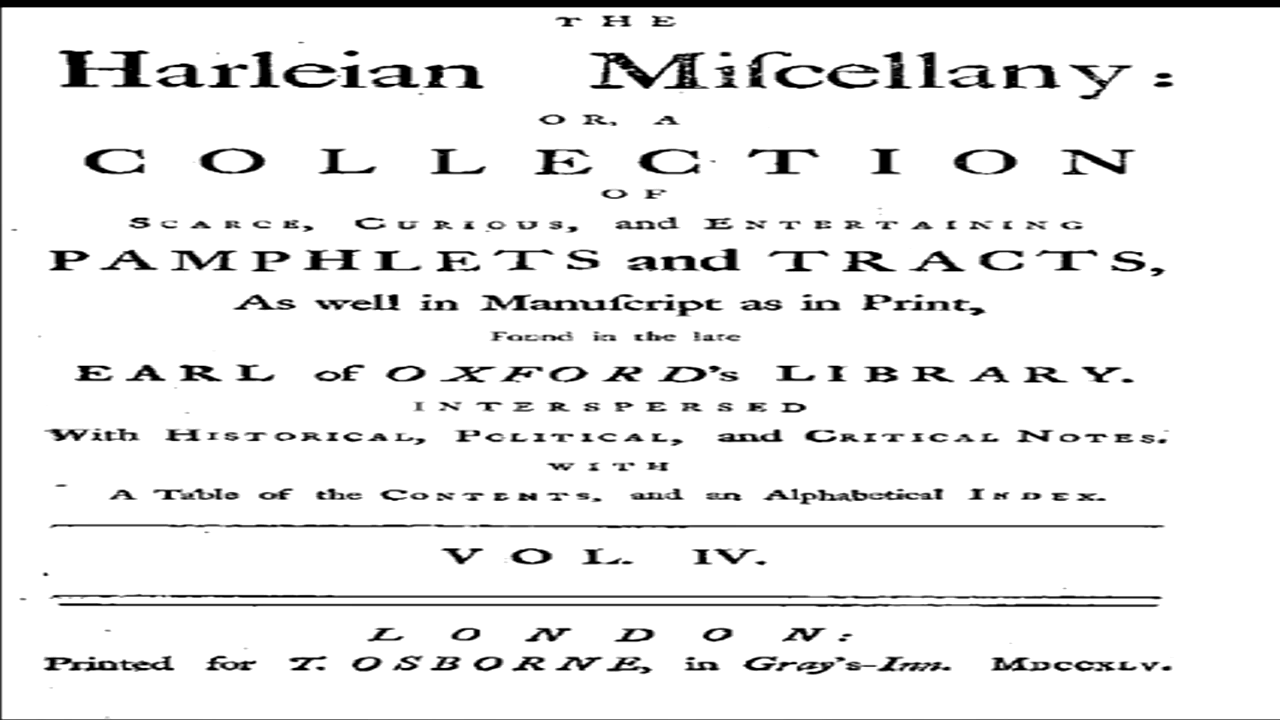 THE
Harleian Miſcellany:
OR, A
COLLECTION
OF
SCARCE, CURIOUS, and ENTERTAINING
PAMPHLETS and TRACTS,
As well in Manuſcript as in Print,
Found in the late
EARL of OXFORD's LIBRARY.
INTERSPERSED
With HISTORICAL, POLITICAL, and CRITICAL NOTES.
WITH
A Table of the CONTENTS, and an Alphabetical INDEX.
VOL. IV.
LONDON:
Printed for T. OSBORNE, in Gray's-Inn. MDCCXLV.